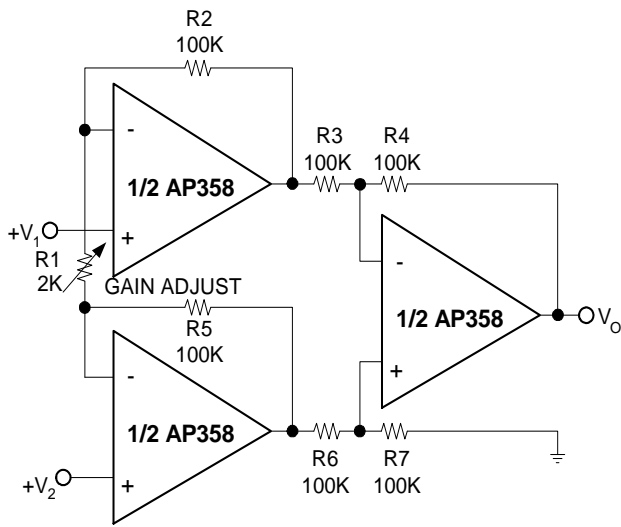 R2
100K
-
1/2 AP358
+
+V1
R1
2K
GAIN ADJUST
R3
100K
R4
100K
-
1/2 AP358
+
VO
R5
100K
-
1/2 AP358
+
+V2
R6
100K
R7
100K